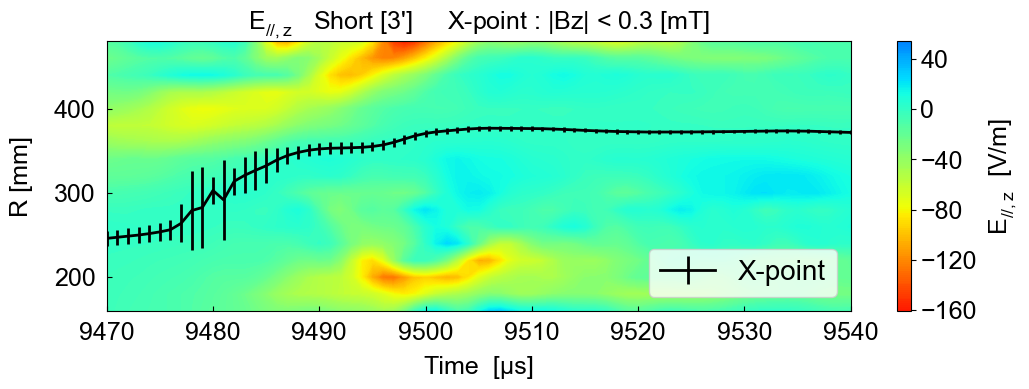 E//, z   Short [3']     X-point : |Bz| < 0.3 [mT]
R [mm]
400
300
200
9470 9480 9490 9500 9510 9520 9530 9540
Time  [μs]
X-point
40
0
−40
−80
−120
−160
E//, z  [V/m]